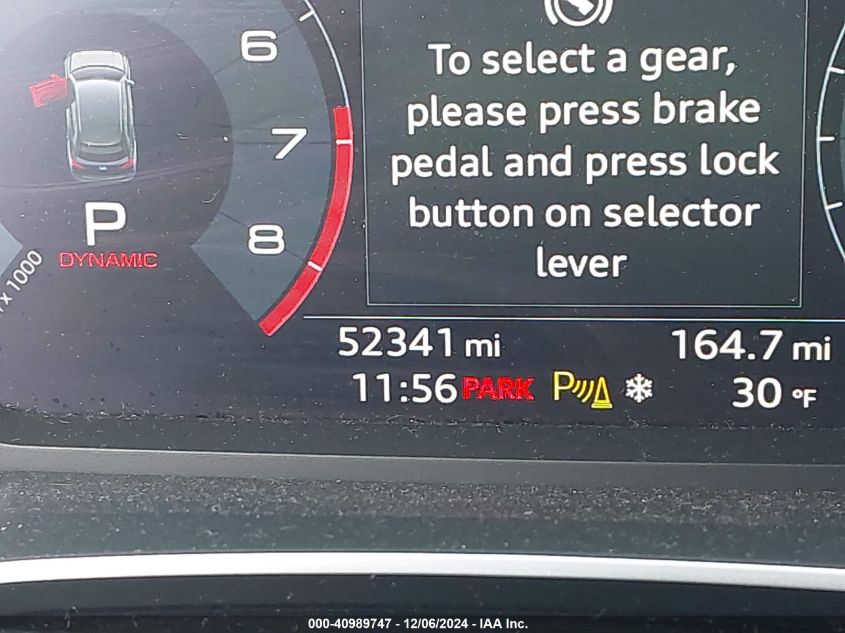 To select a gear,
please press brake
pedal and press lock
button on selector
lever
6
7
8
P
DYNAMIC
x 1000
52341 mi
164.7 mi
11:56 PARK P
30 °F
000-40989747 - 12/06/2024 - IAA Inc.